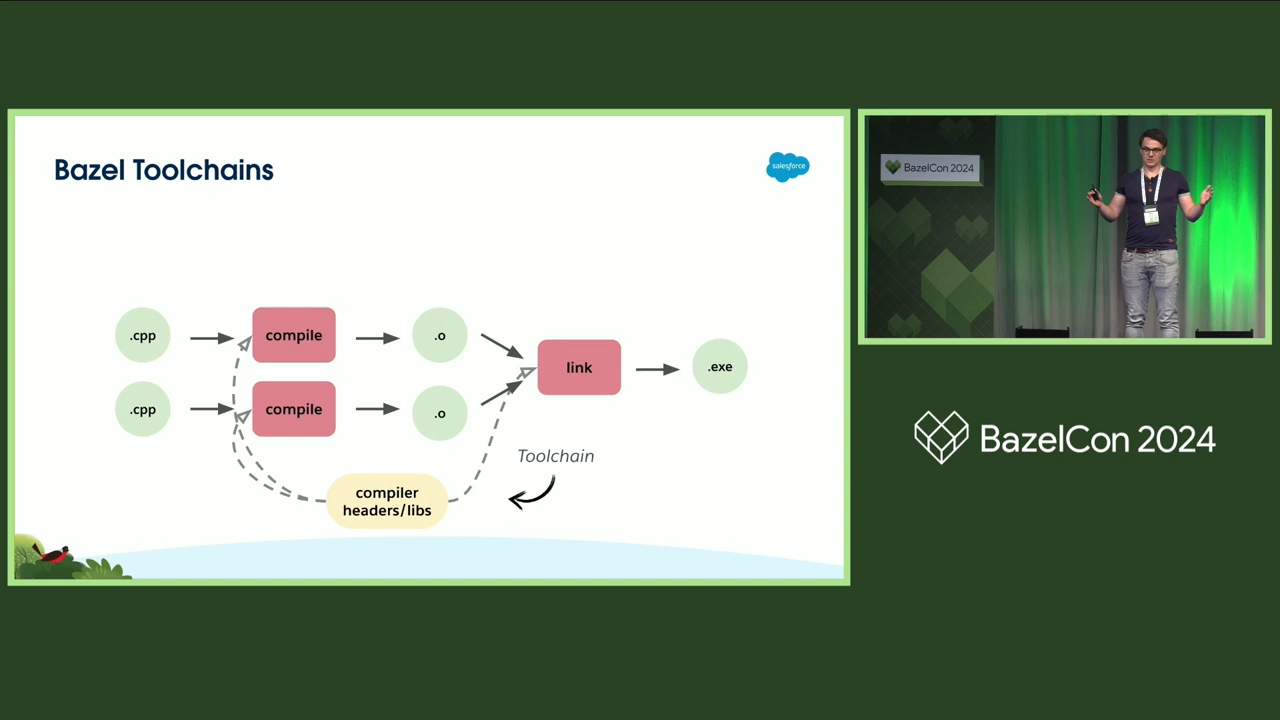 Bazel Toolchains
salesforce
.cpp
compile
.o
.cpp
compile
.o
link
.exe
Toolchain
compiler
headers/libs
BazelCon 2024
BazelCon 2024